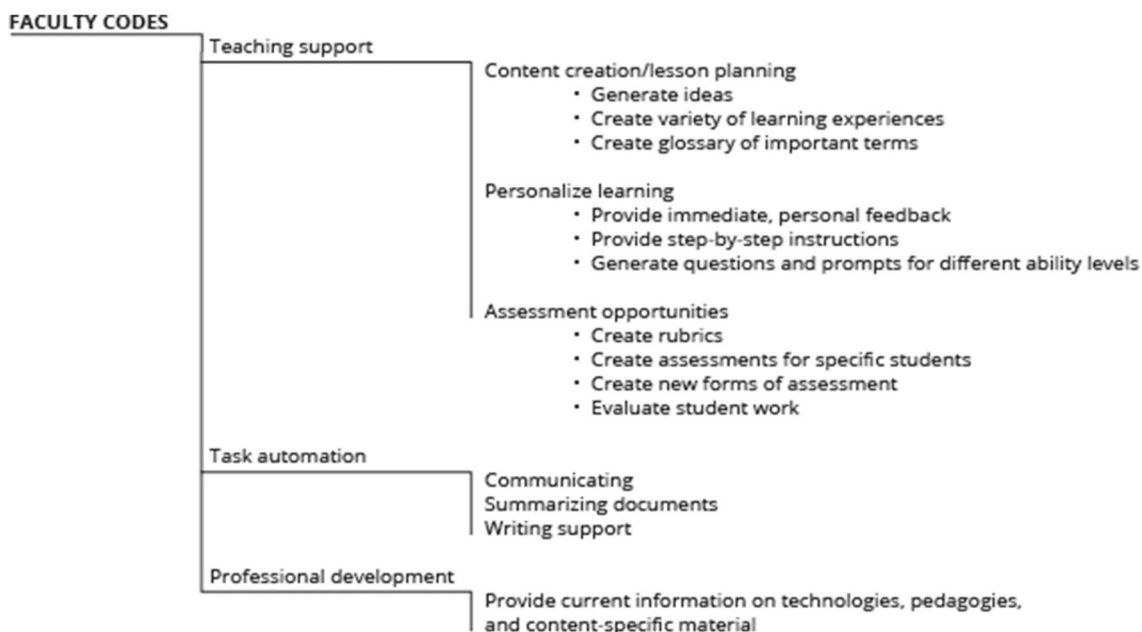 FACULTY CODES
Teaching support
Content creation/lesson planning
• Generate ideas
• Create variety of learning experiences
• Create glossary of important terms
Personalize learning
• Provide immediate, personal feedback
• Provide step-by-step instructions
• Generate questions and prompts for different ability levels
Assessment opportunities
• Create rubrics
• Create assessments for specific students
• Create new forms of assessment
• Evaluate student work
Task automation
Communicating
Summarizing documents
Writing support
Professional development
Provide current information on technologies, pedagogies,
and content-specific material